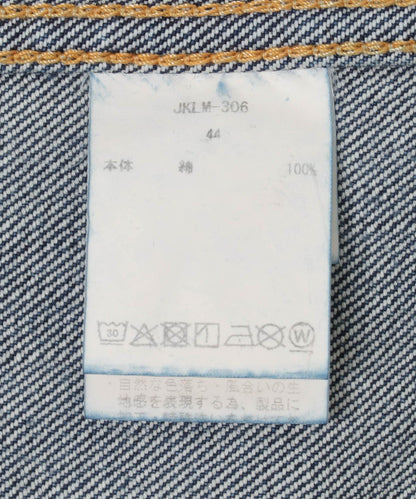 JKLM-306
44
本体 綿 100%
30 W
・自然な色落ち・風合いの生
地感を表現する為、製品に